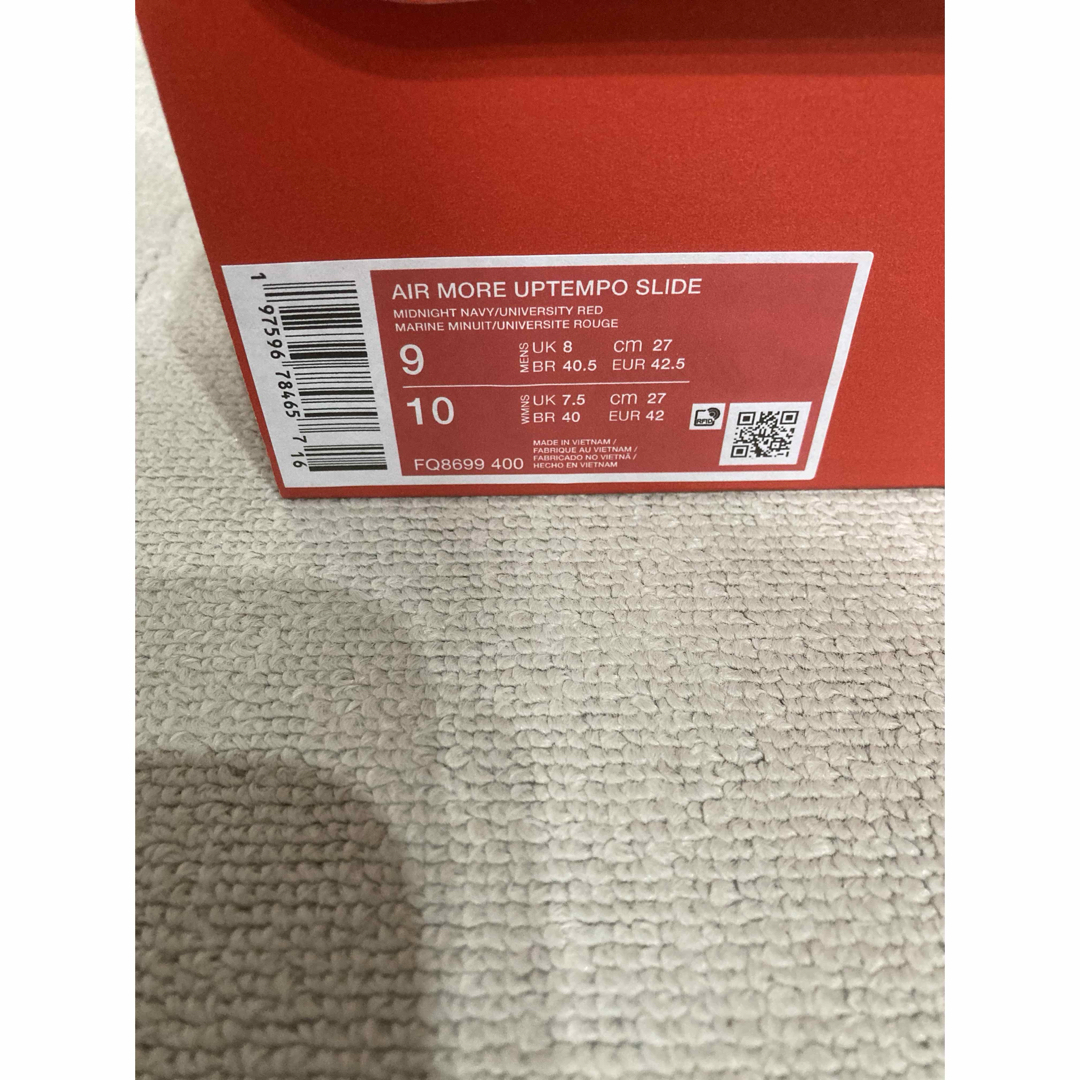 AIR MORE UPTEMPO SLIDE
MIDNIGHT NAVY/UNIVERSITY RED
MARINE MINUIT/UNIVERSITE ROUGE
9 MENS UK 8 cm 27
BR 40.5 EUR 42.5
10 WMNS UK 7.5 cm 27
BR 40 EUR 42
RFID
MADE IN VIETNAM /
FABRIQUE AU VIETNAM /
FABRICADO NO VIETNÃ /
HECHO EN VIETNAM
FQ8699 400
1 97596 78465 7 16